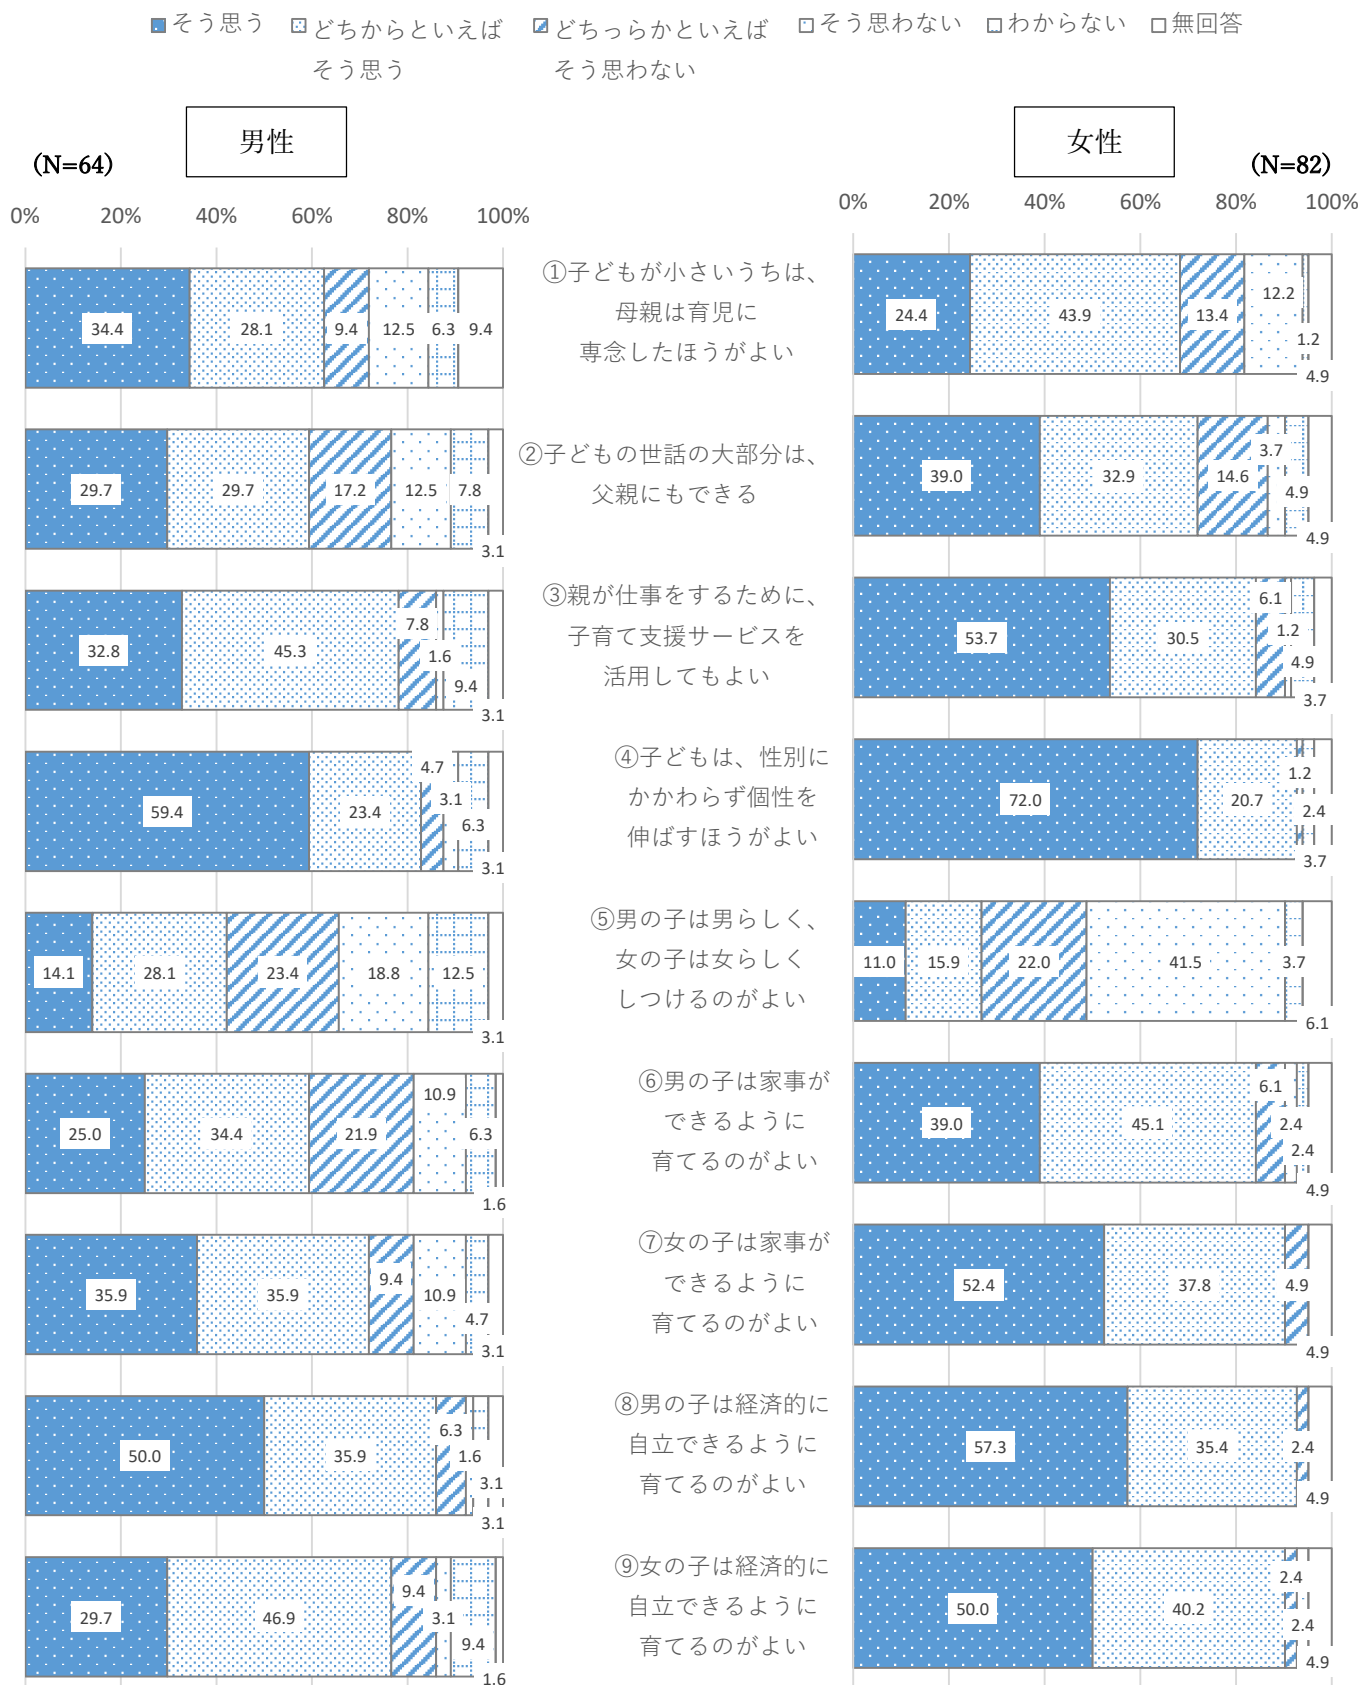 そう思う どちからといえば どちっらかといえば そう思わない わからない 無回答
そう思う そう思わない
男性
(N=64)
女性
(N=82)
0% 20% 40% 60% 80% 100%
0% 20% 40% 60% 80% 100%
34.4 28.1 9.4 12.5 6.3 9.4
①子どもが小さいうちは、
母親は育児に
専念したほうがよい
24.4 43.9 13.4 12.2 1.2 4.9
29.7 29.7 17.2 12.5 7.8 3.1
②子どもの世話の大部分は、
父親にもできる
39.0 32.9 14.6 3.7 4.9 4.9
32.8 45.3 7.8 1.6 9.4 3.1
③親が仕事をするために、
子育て支援サービスを
活用してもよい
53.7 30.5 6.1 1.2 4.9 3.7
59.4 23.4 4.7 3.1 6.3 3.1
④子どもは、性別に
かかわらず個性を
伸ばすほうがよい
72.0 20.7 1.2 2.4 3.7
14.1 28.1 23.4 18.8 12.5 3.1
⑤男の子は男らしく、
女の子は女らしく
しつけるのがよい
11.0 15.9 22.0 41.5 3.7 6.1
25.0 34.4 21.9 10.9 6.3 1.6
⑥男の子は家事が
できるように
育てるのがよい
39.0 45.1 6.1 2.4 2.4 4.9
35.9 35.9 9.4 10.9 4.7 3.1
⑦女の子は家事が
できるように
育てるのがよい
52.4 37.8 4.9 4.9
50.0 35.9 6.3 1.6 3.1 3.1
⑧男の子は経済的に
自立できるように
育てるのがよい
57.3 35.4 2.4 4.9
29.7 46.9 9.4 3.1 9.4 1.6
⑨女の子は経済的に
自立できるように
育てるのがよい
50.0 40.2 2.4 2.4 4.9